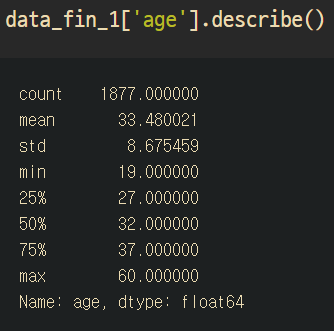 data_fin_1['age'].describe()
count 1877.000000
mean 33.480021
std 8.675459
min 19.000000
25% 27.000000
50% 32.000000
75% 37.000000
max 60.000000
Name: age, dtype: float64